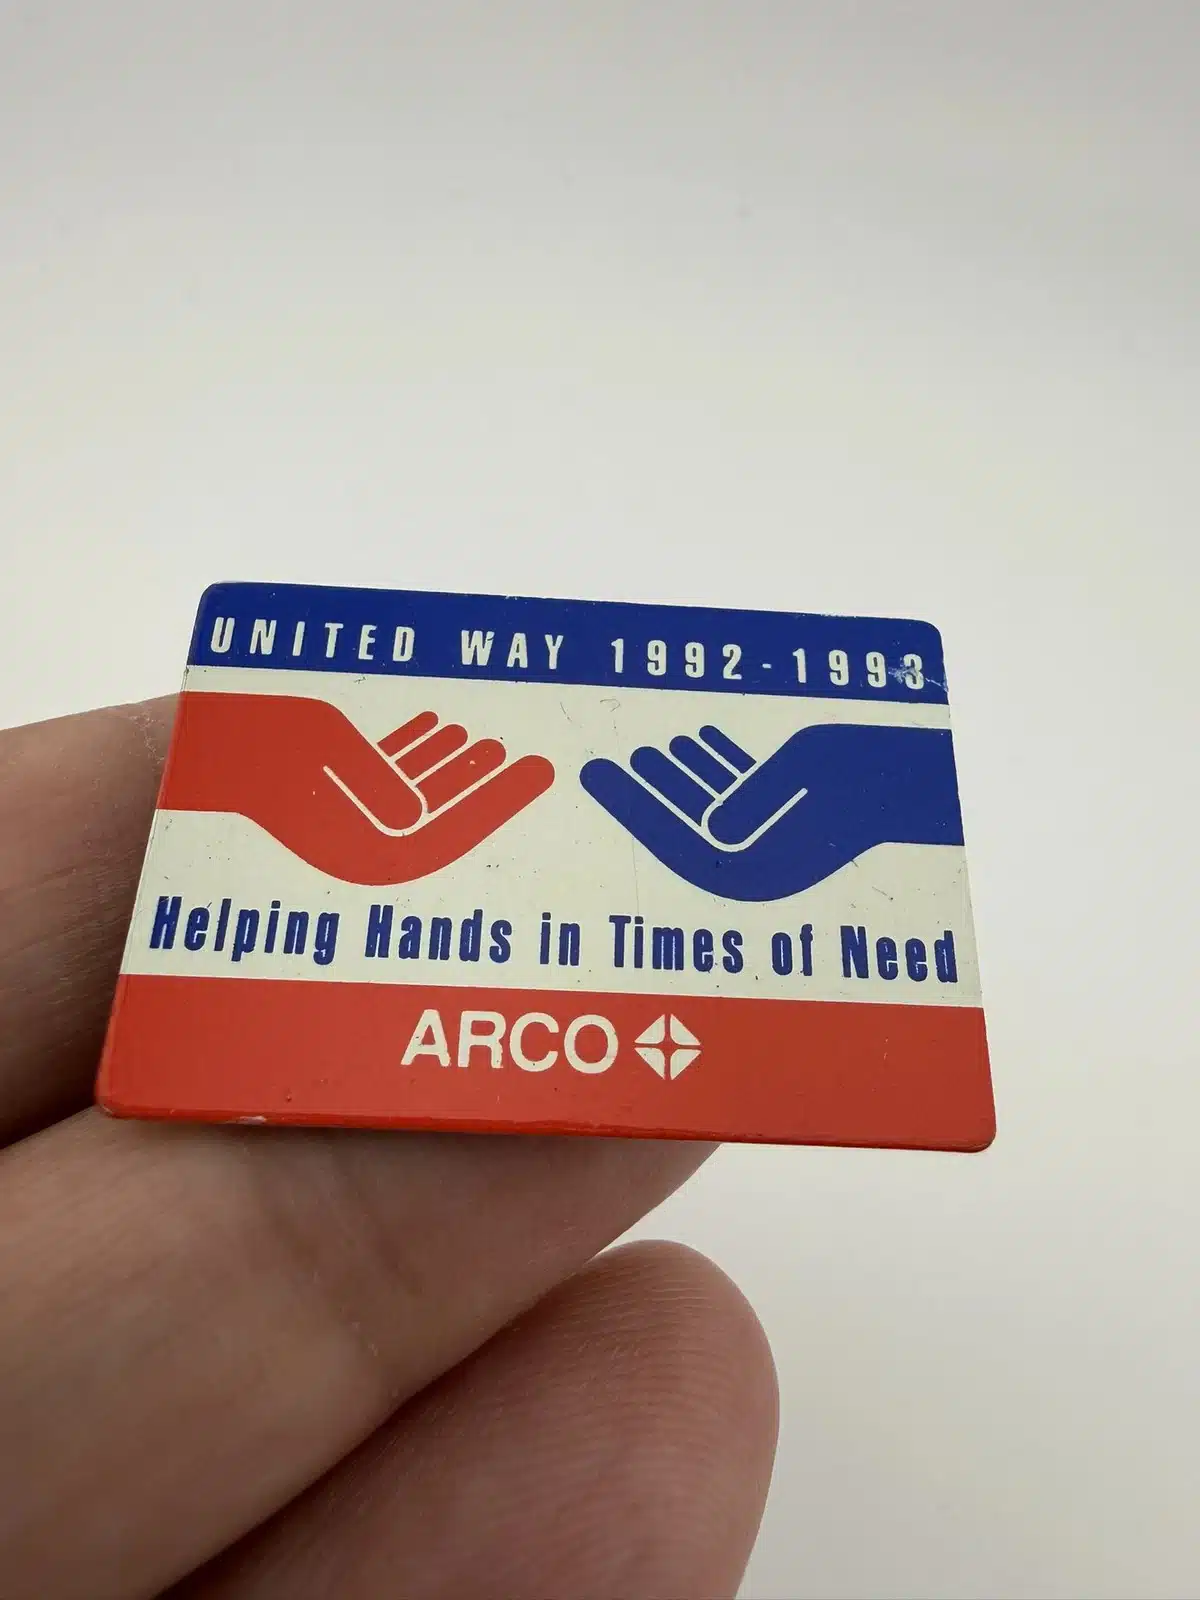 UNITED WAY 1992-1993
Helping Hands in Times of Need
ARCO